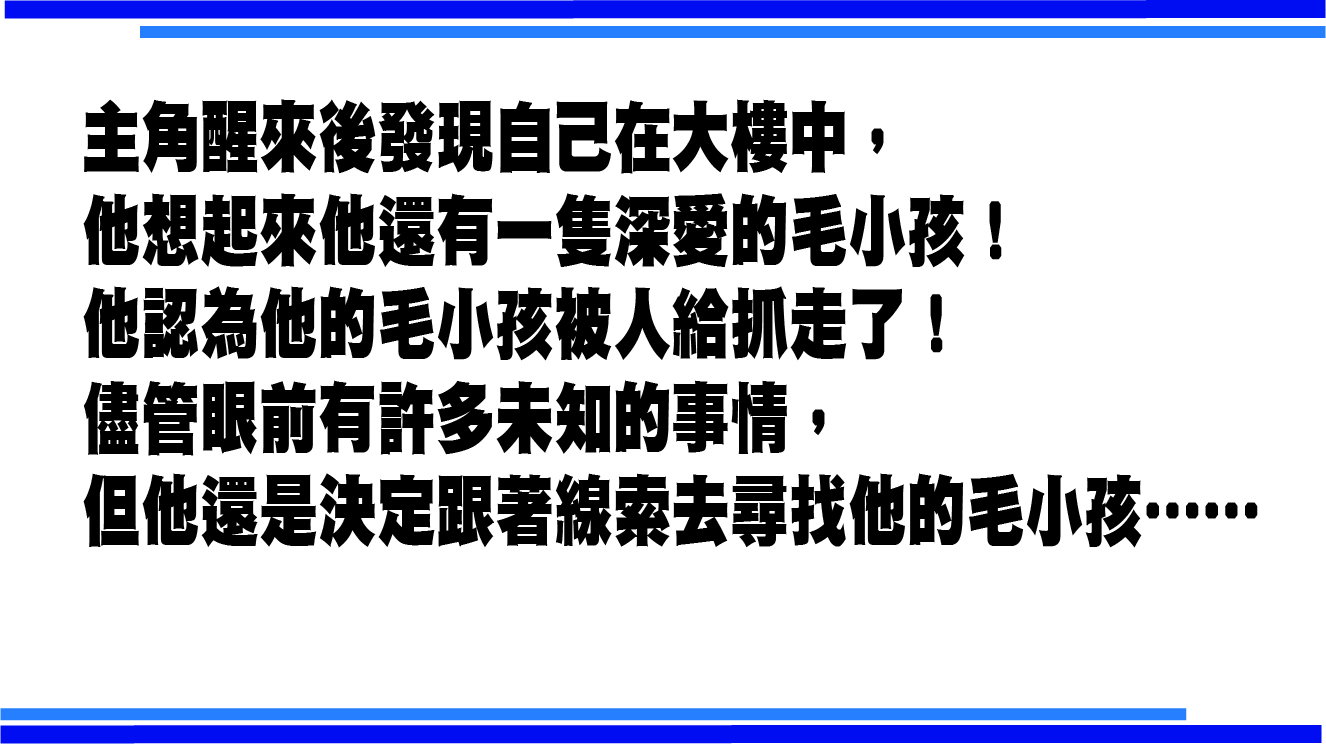 主角醒來後發現自己在大樓中，
他想起來他還有一隻深愛的毛小孩！
他認為他的毛小孩被人給抓走了！
儘管眼前有許多未知的事情，
但他還是決定跟著線索去尋找他的毛小孩⋯⋯